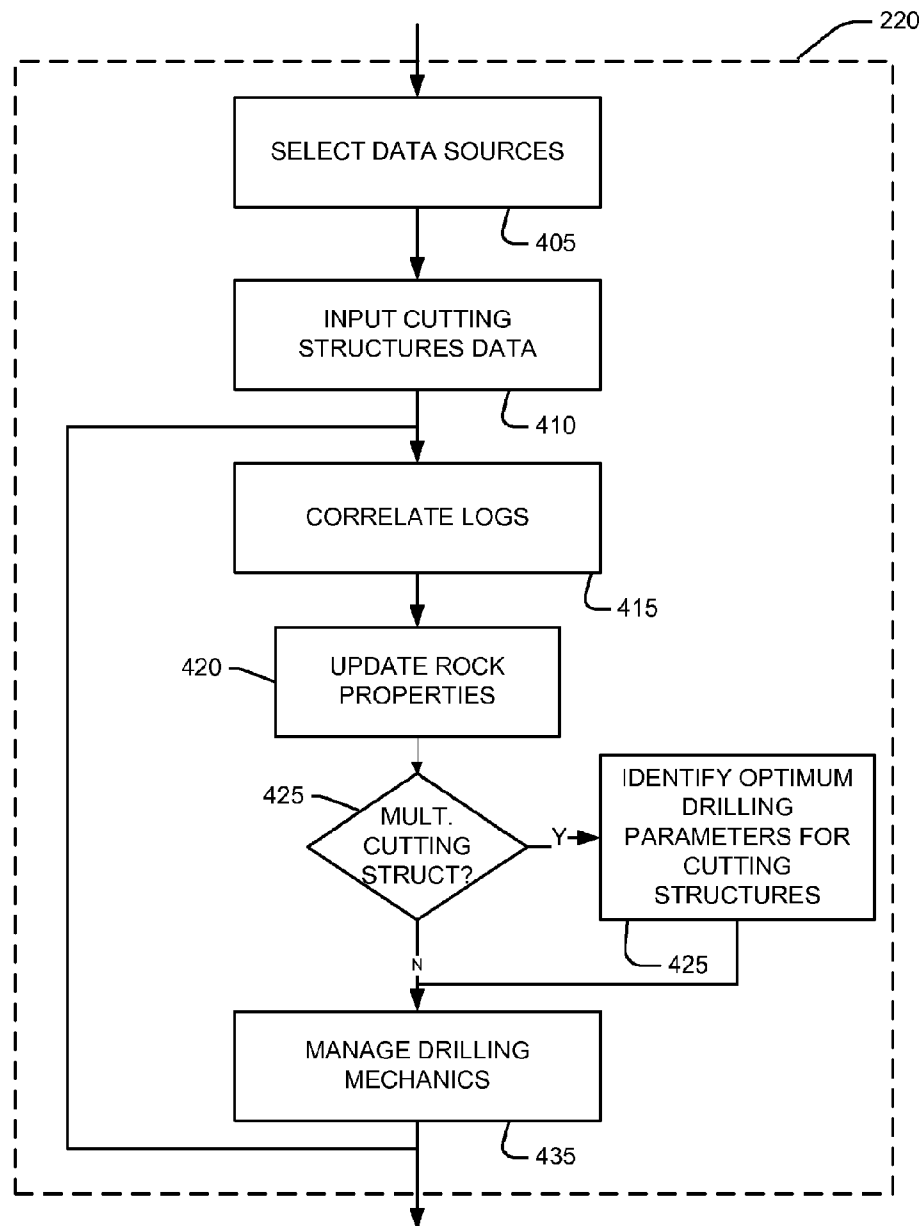 220
SELECT DATA SOURCES
405
INPUT CUTTING
STRUCTURES DATA
410
CORRELATE LOGS
415
420
UPDATE ROCK
PROPERTIES
425
MULT.
CUTTING
STRUCT?
Y
IDENTIFY OPTIMUM
DRILLING
PARAMETERS FOR
CUTTING
STRUCTURES
425
N
MANAGE DRILLING
MECHANICS
435